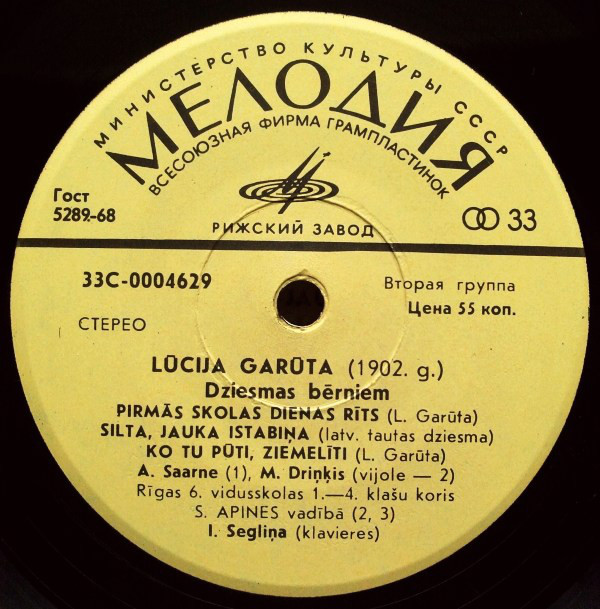 МИНИСТЕРСТВО КУЛЬТУРЫ СССР
МЕЛОДИЯ
ВСЕСОЮЗНАЯ ФИРМА ГРАМПЛАСТИНОК
Гост
5289-68
33
РИЖСКИЙ ЗАВОД
33С-0004629
Вторая группа
Цена 55 коп.
СТЕРЕО
LŪCIJA GARŪTA (1902. g.)
Dziesmas bērniem
PIRMĀS SKOLAS DIENAS RĪTS (L. Garūta)
SILTA, JAUKA ISTABIŅA (latv. tautas dziesma)
KO TU PŪTI, ZIEMELĪTI (L. Garūta)
A. Saarne (1), M. Driņķis (vijole — 2)
Rīgas 6. vidusskolas 1.—4. klašu koris
S. APINES vadībā (2, 3)
I. Segliņa (klavieres)